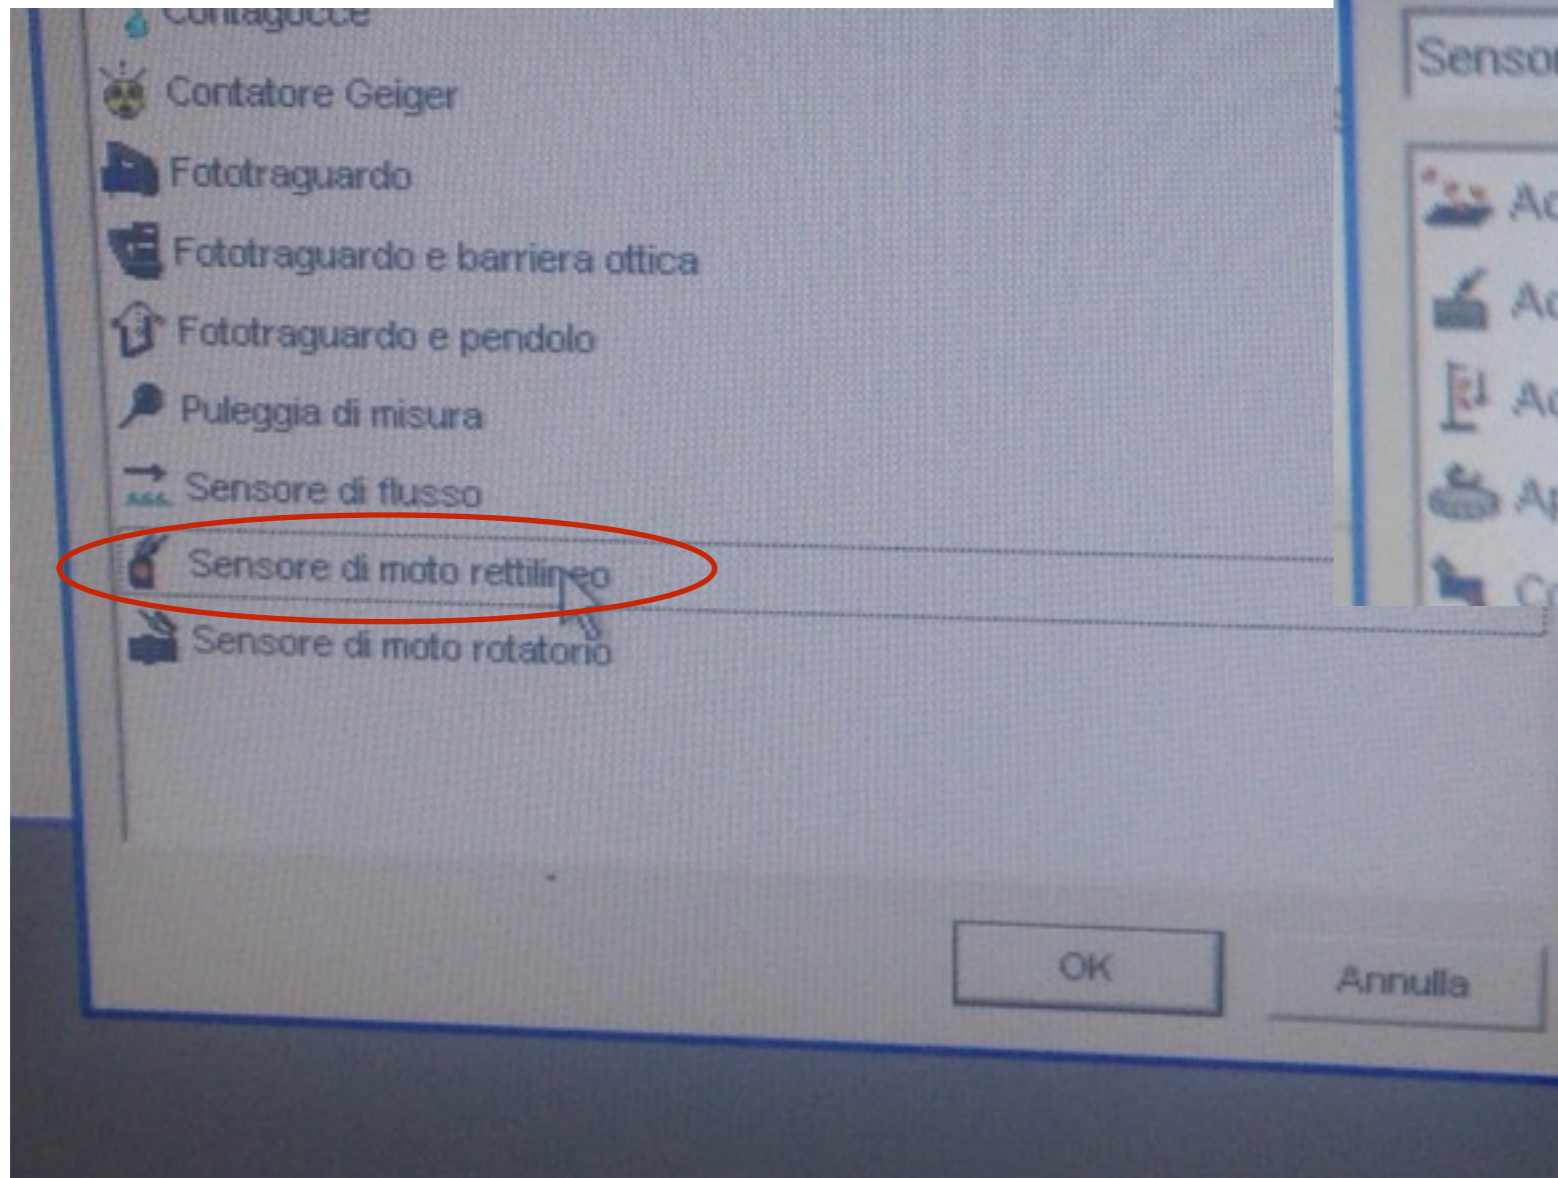 Contagocce
Contatore Geiger
Fototraguardo
Fototraguardo e barriera ottica
Fototraguardo e pendolo
Puleggia di misura
Sensore di flusso
Sensore di moto rettilineo
Sensore di moto rotatorio
OK
Annulla